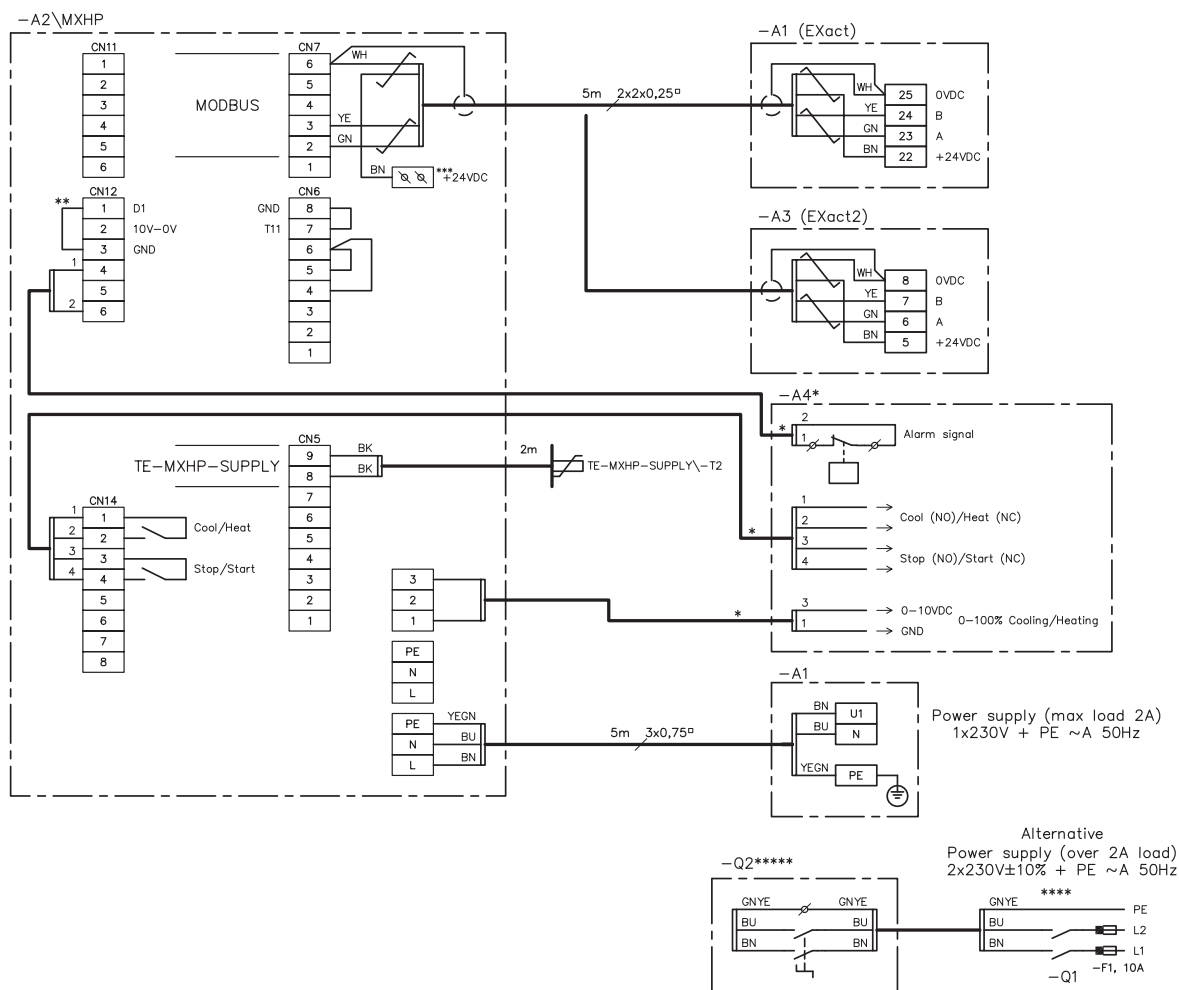 -A2\MXHP
CN11
1
2
3
4
5
6
MODBUS
CN7
6
5
4
3
2
1
WH
YE
GN
BN
***
+24VDC
5m 2x2x0,25¤
-A1 (EXact)
WH
YE
GN
BN
25 0VDC
24 B
23 A
22 +24VDC
CN12
**
1 D1
2 10V-0V
3 GND
4
5
6
1
2
CN6
GND 8
T11 7
6
5
4
3
2
1
-A3 (EXact2)
WH
YE
GN
BN
8 0VDC
7 B
6 A
5 +24VDC
-A4*
*
2
1
Alarm signal
1
2
3
4
Cool (NO)/Heat (NC)
Stop (NO)/Start (NC)
*
3
1
0-10VDC
GND
0-100% Cooling/Heating
*
TE-MXHP-SUPPLY
CN5
9
8
7
6
5
4
3
2
1
BK
BK
2m
TE-MXHP-SUPPLY\-T2
CN14
1
2
3
4
1
2
3
4
5
6
7
8
Cool/Heat
Stop/Start
3
2
1
PE
N
L
PE
N
L
YEGN
BU
BN
5m 3x0,75¤
-A1
BN
BU
YEGN
U1
N
PE
Power supply (max load 2A)
1x230V + PE ~A 50Hz
Alternative
Power supply (over 2A load)
2x230V±10% + PE ~A 50Hz
****
-Q2*****
GNYE
BU
BN
GNYE
BU
BN
GNYE
BU
BN
PE
L2
L1
-F1, 10A
-Q1